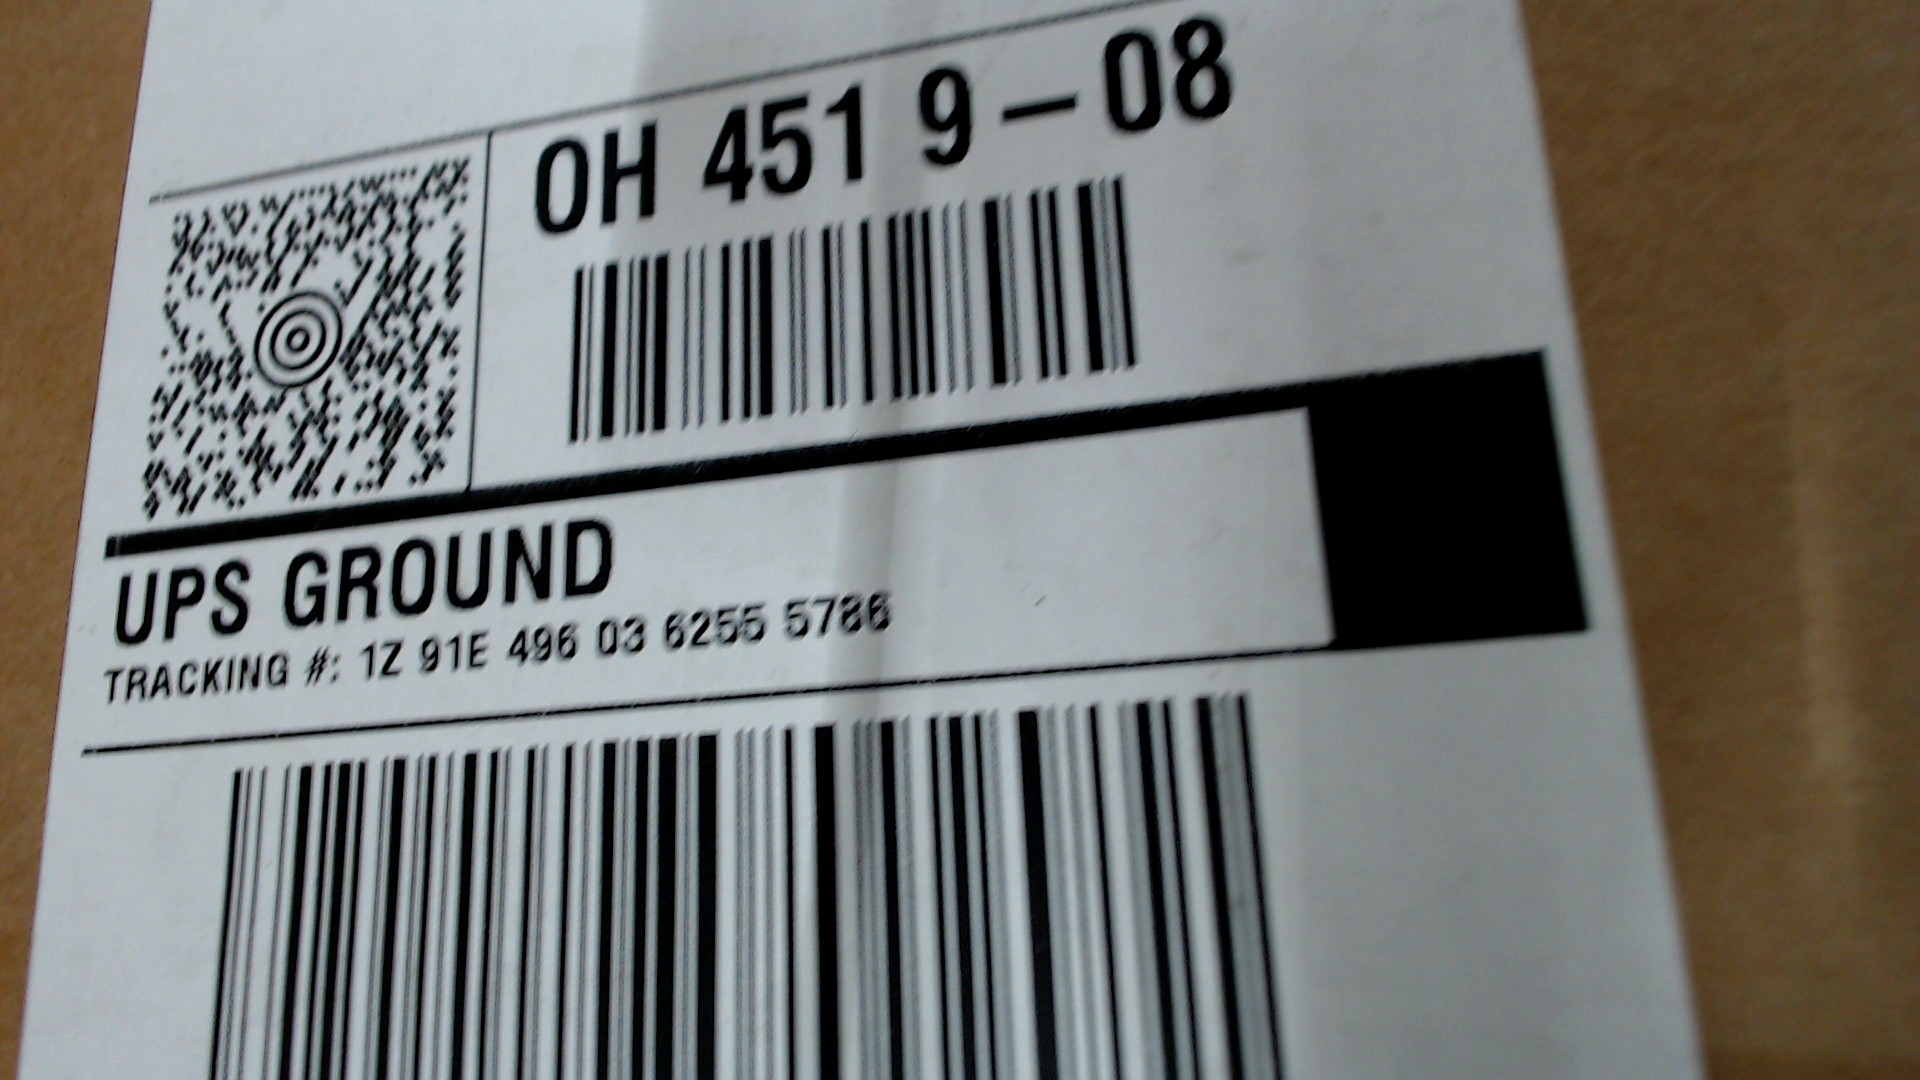 OH 451 9-08
UPS GROUND
TRACKING #: 1Z 91E 496 03 6255 5786